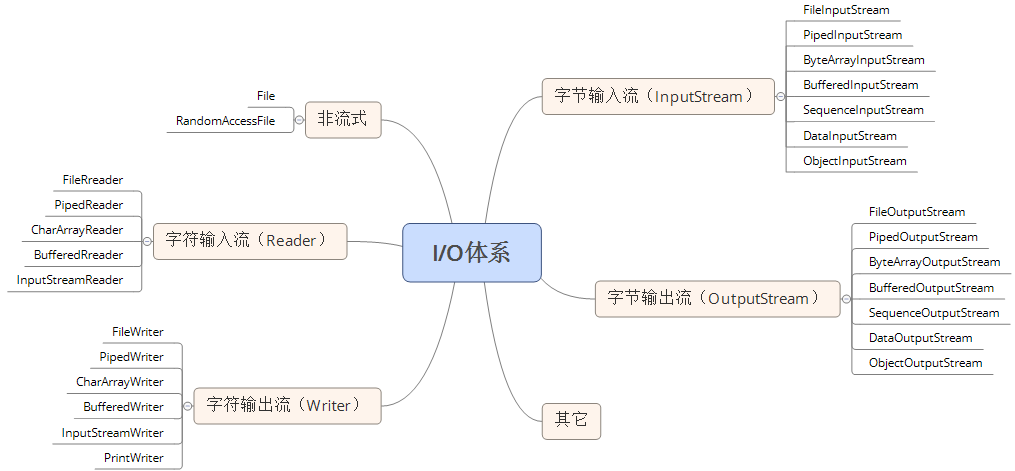 I/O体系
非流式
File
RandomAccessFile
字符输入流（Reader）
FileRreader
PipedReader
CharArrayReader
BufferedRreader
InputStreamReader
字符输出流（Writer）
FileWriter
PipedWriter
CharArrayWriter
BufferedWriter
InputStreamWriter
PrintWriter
字节输入流（InputStream）
FileInputStream
PipedInputStream
ByteArrayInputStream
BufferedInputStream
SequenceInputStream
DataInputStream
ObjectInputStream
字节输出流（OutputStream）
FileOutputStream
PipedOutputStream
ByteArrayOutputStream
BufferedOutputStream
SequenceOutputStream
DataOutputStream
ObjectOutputStream
其它